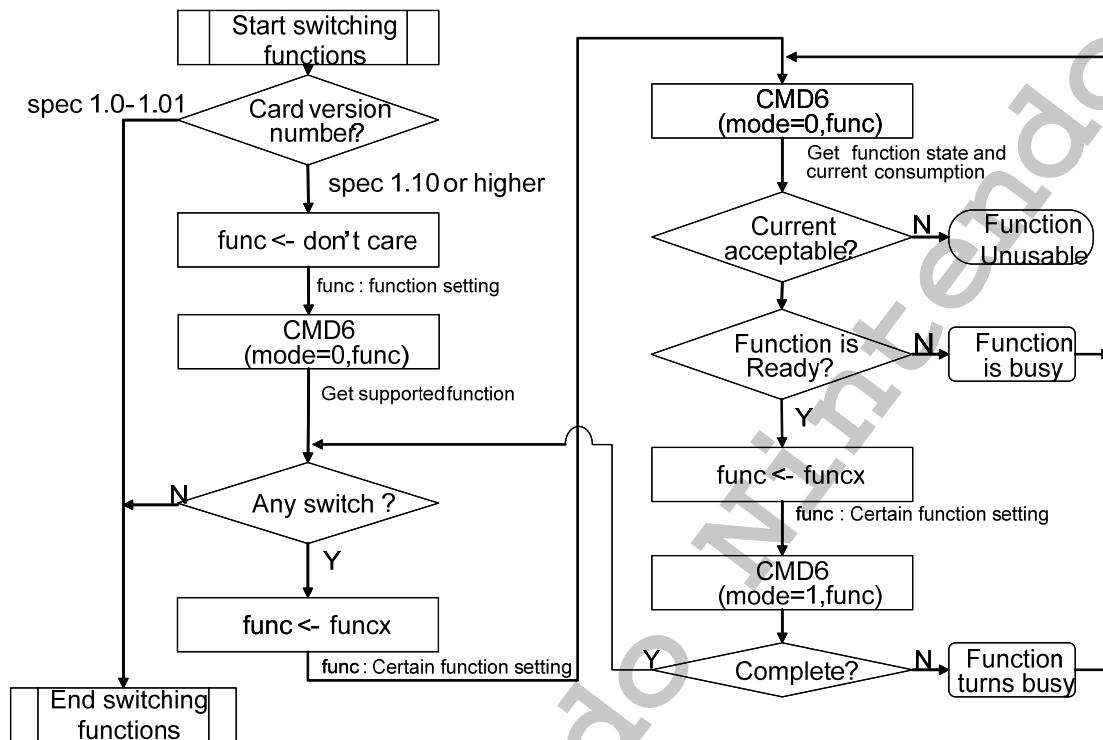 Start switching
functions
spec 1.0-1.01
Card version
number?
spec 1.10 or higher
func <- don't care
func : function setting
CMD6
(mode=0,func)
Get supported function
N
Any switch ?
Y
func <- funcx
func : Certain function setting
End switching
functions
CMD6
(mode=0,func)
Get function state and
current consumption
Current
acceptable?
N
Function
Unusable
Function is
Ready?
N
Function
is busy
Y
func <- funcx
func : Certain function setting
CMD6
(mode=1,func)
Y
Complete?
N
Function
turns busy
do Nintendo